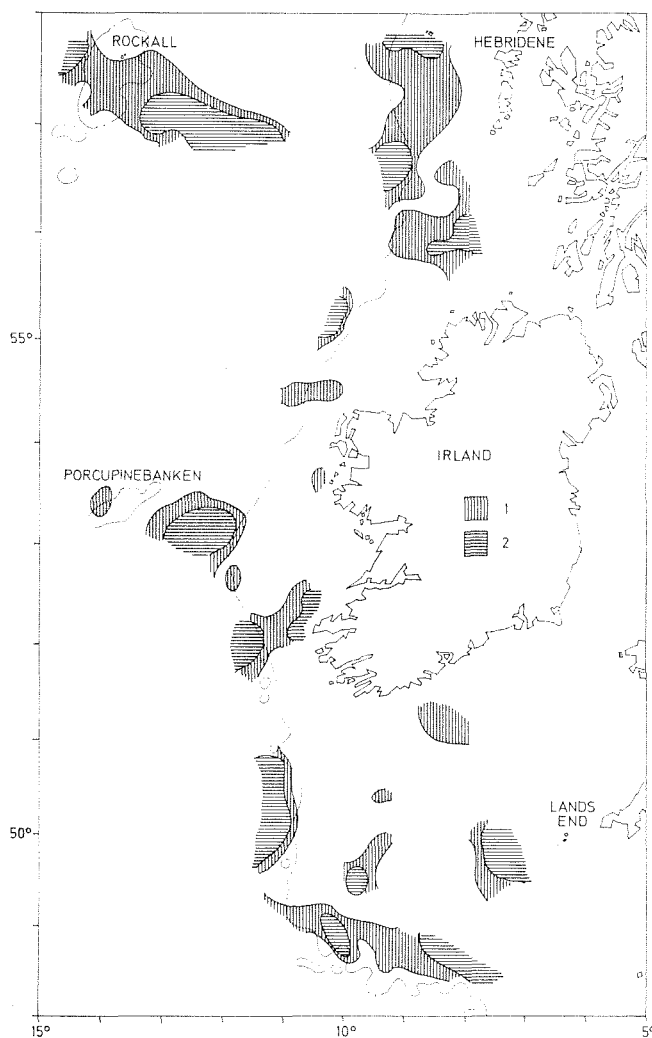 ROCKALL
HEBRIDENE
55°
PORCUPINEBANKEN
IRLAND
1
2
LANDS
END
50°
15°
10°
5°